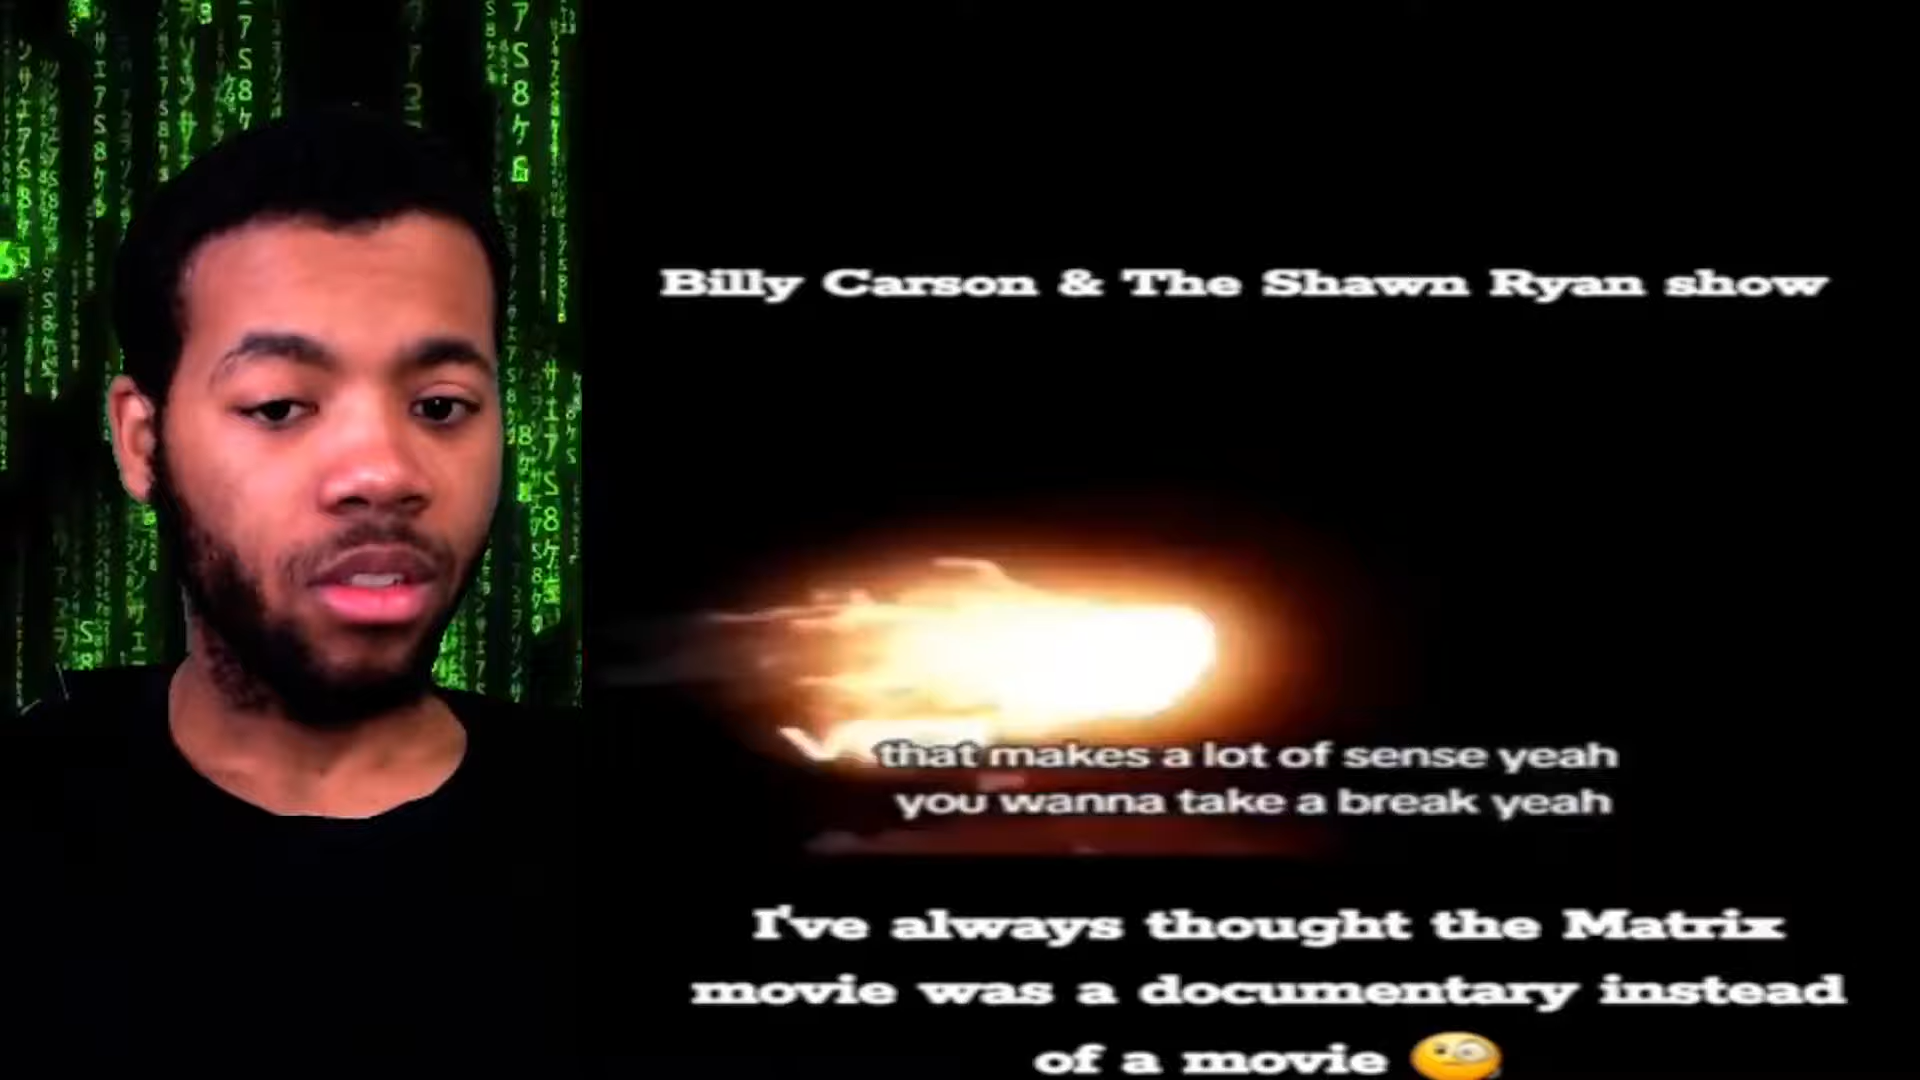 Billy Carson & The Shawn Ryan show
that makes a lot of sense yeah
you wanna take a break yeah
I've always thought the Matrix
movie was a documentary instead
of a movie 🧐